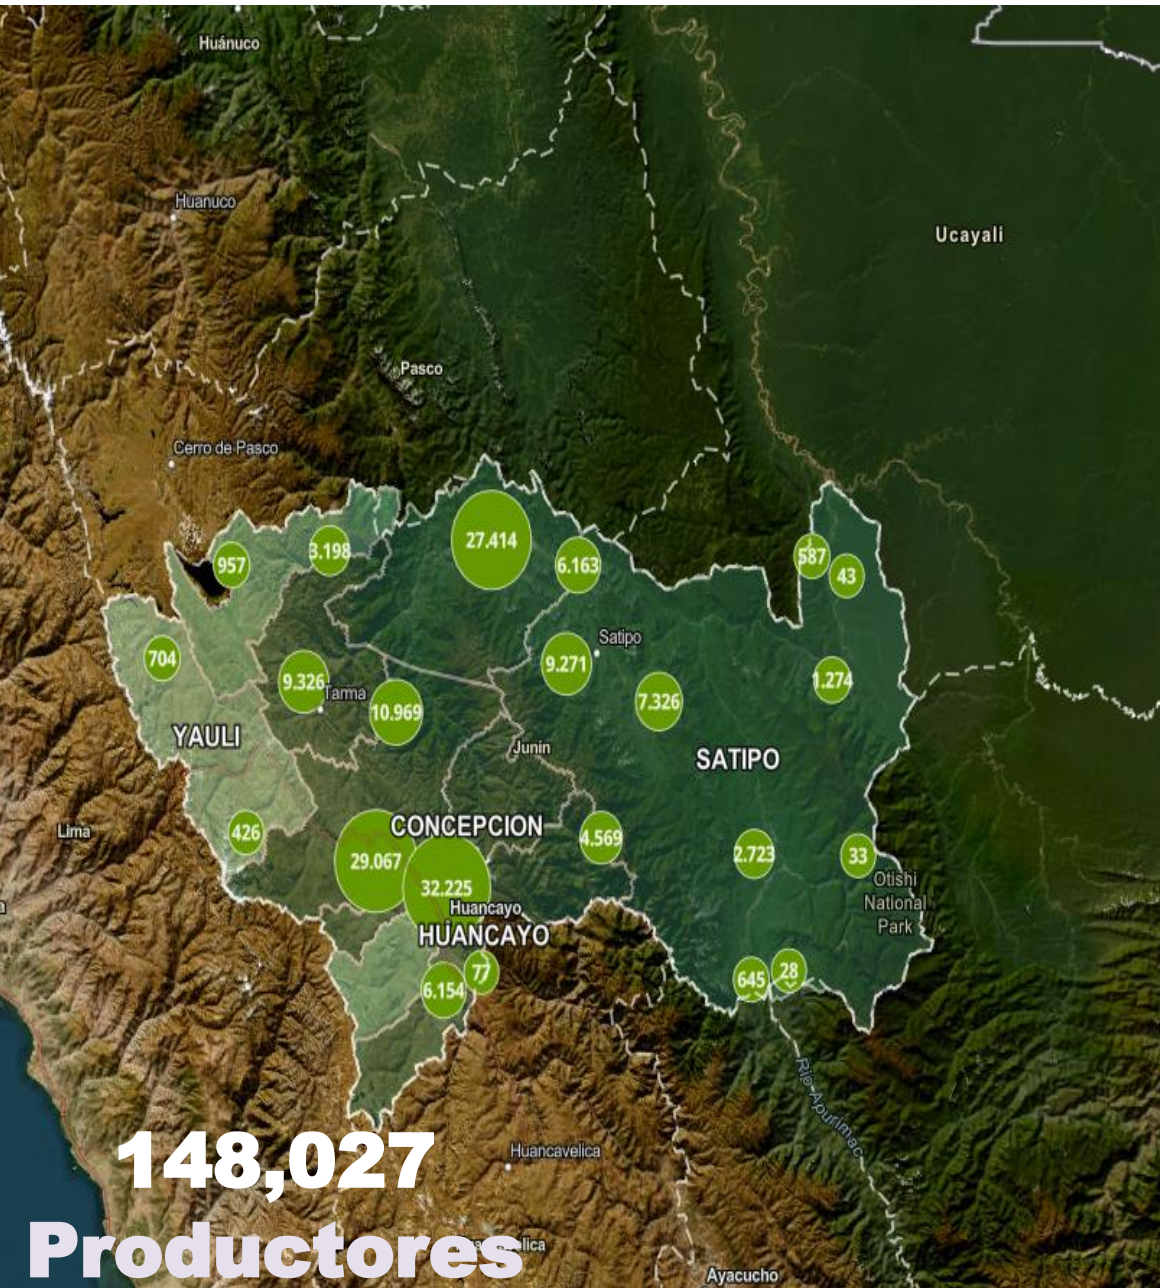 Huánuco
Huanuco
Ucayali
Pasco
Cerro de Pasco
27.414
3.198
957
6.163
587
43
Satipo
704
9.271
9.326
Tarma
1.274
7.326
10.969
YAULI
Junín
SATIPO
Lima
426
CONCEPCION
4.569
29.067
2.723
33
32.225
Otishi
National
Park
Huancayo
HUANCAYO
77
6.154
645
28
Río Apurímac
148,027
Huancavelica
Productores
Ayacucho